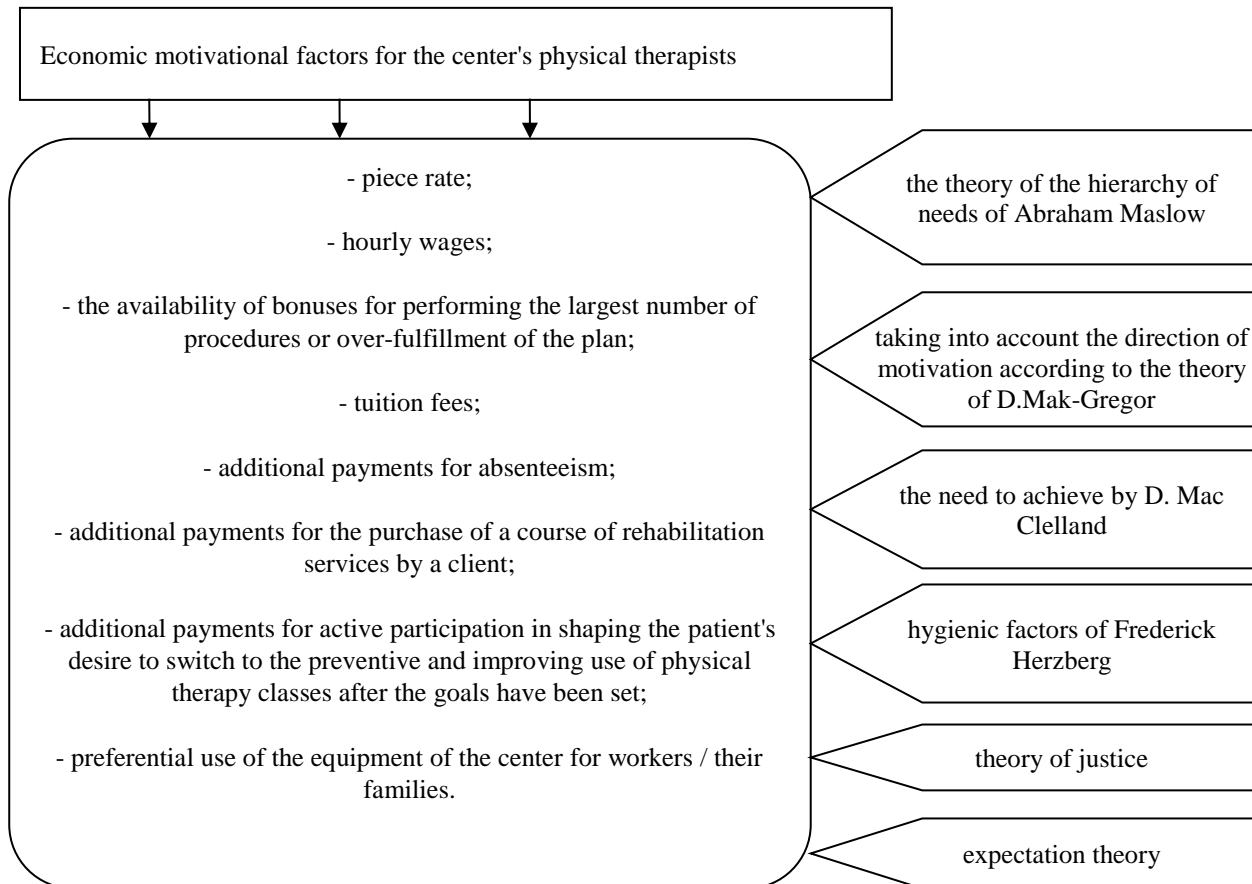 Economic motivational factors for the center's physical therapists
- piece rate;
- hourly wages;
- the availability of bonuses for performing the largest number of
procedures or over-fulfillment of the plan;
- tuition fees;
- additional payments for absenteeism;
- additional payments for the purchase of a course of rehabilitation
services by a client;
- additional payments for active participation in shaping the patient's
desire to switch to the preventive and improving use of physical
therapy classes after the goals have been set;
- preferential use of the equipment of the center for workers / their
families.
the theory of the hierarchy of
needs of Abraham Maslow
taking into account the direction of
motivation according to the theory
of D.Mak-Gregor
the need to achieve by D. Mac
Clelland
hygienic factors of Frederick
Herzberg
theory of justice
expectation theory